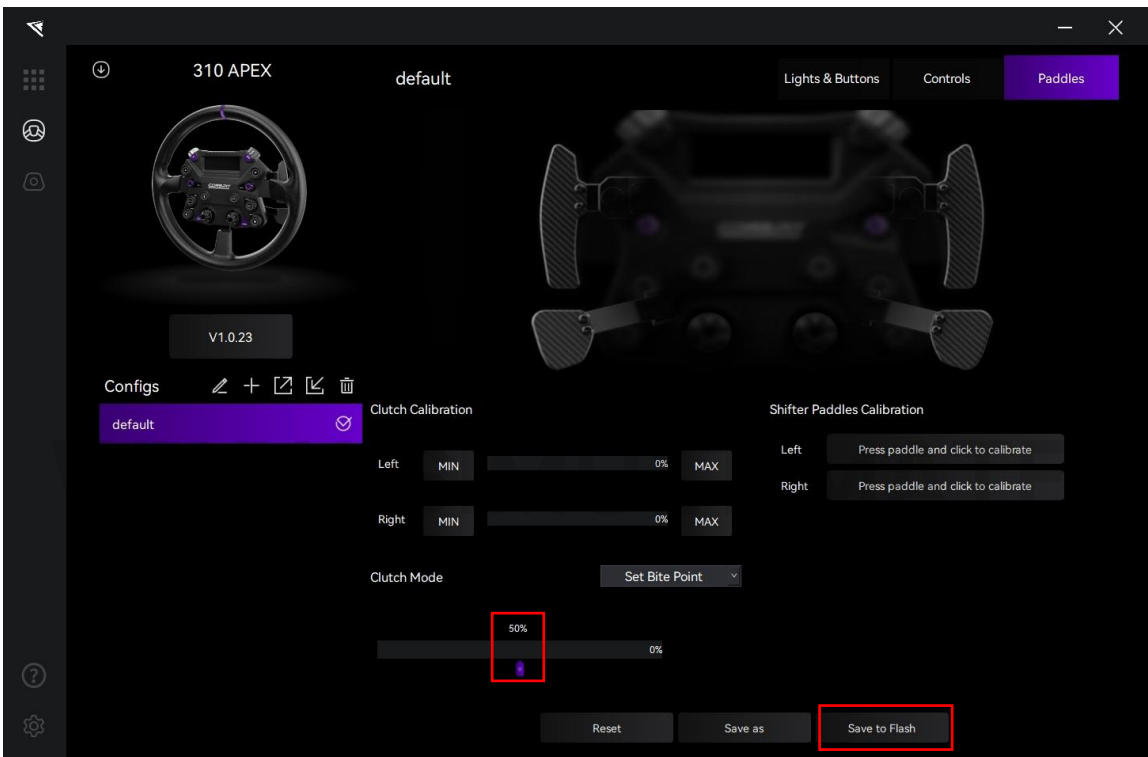 310 APEX
default
Lights & Buttons
Controls
Paddles
V1.0.23
Configs
default
Clutch Calibration
Left
MIN
0%
MAX
Right
MIN
0%
MAX
Clutch Mode
Set Bite Point
50%
0%
Shifter Paddles Calibration
Left
Press paddle and click to calibrate
Right
Press paddle and click to calibrate
Reset
Save as
Save to Flash